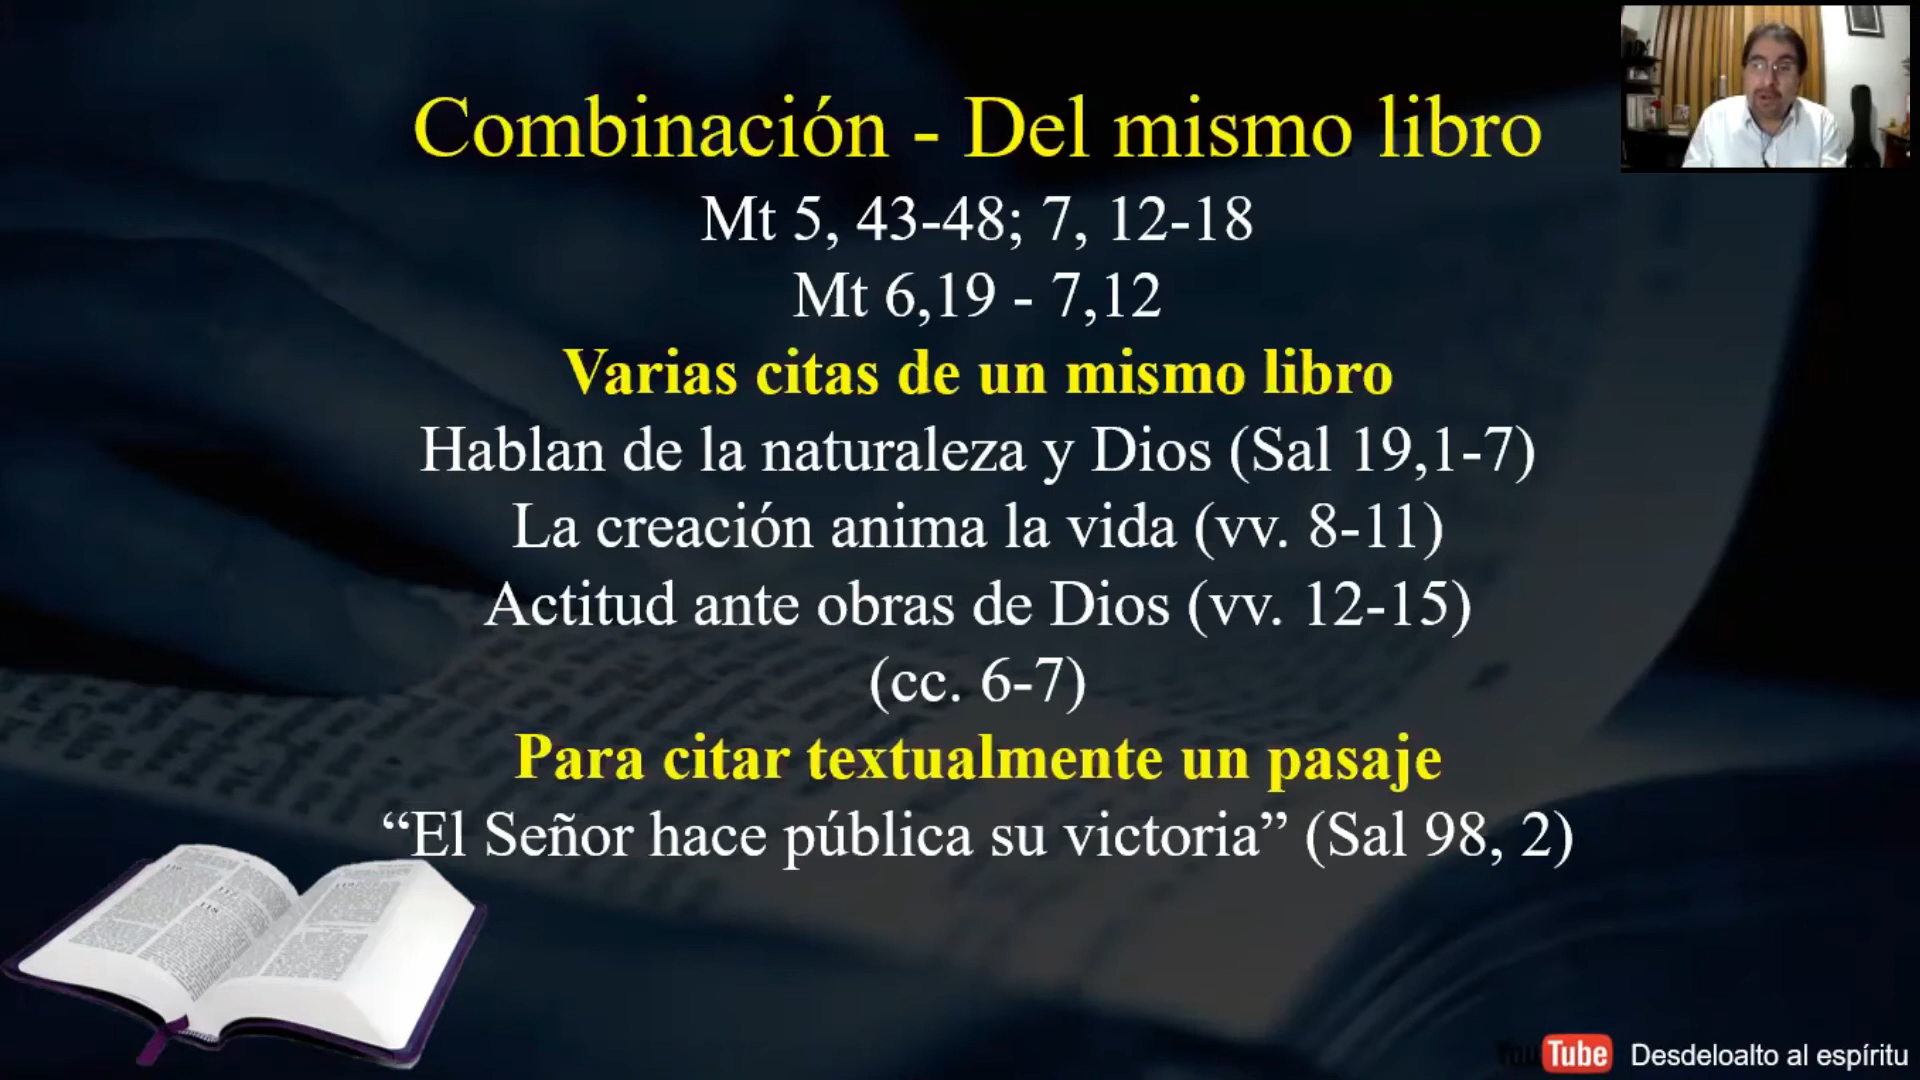 Combinación - Del mismo libro
Mt 5, 43-48; 7, 12-18
Mt 6,19 - 7,12
Varias citas de un mismo libro
Hablan de la naturaleza y Dios (Sal 19,1-7)
La creación anima la vida (vv. 8-11)
Actitud ante obras de Dios (vv. 12-15)
(cc. 6-7)
Para citar textualmente un pasaje
“El Señor hace pública su victoria” (Sal 98, 2)
YouTube Desdeloalto al espíritu